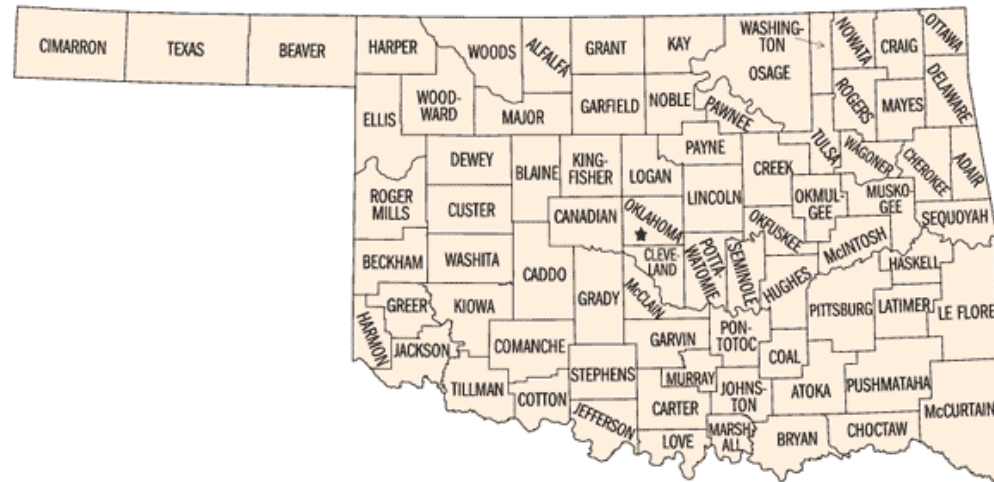 CIMARRON
TEXAS
BEAVER
HARPER
WOODS
ALFALFA
GRANT
KAY
WASHING-
TON
OSAGE
NOWATA
CRAIG
OTTAWA
ELLIS
WOOD-
WARD
MAJOR
GARFIELD
NOBLE
PAWNEE
ROGERS
MAYES
DELAWARE
DEWEY
BLAINE
KING-
FISHER
LOGAN
PAYNE
CREEK
TULSA
WAGONER
CHEROKEE
ADAIR
ROGER
MILLS
CUSTER
CANADIAN
OKLAHOMA
LINCOLN
OKFUSKEE
OKMUL-
GEE
MUSKO-
GEE
SEQUOYAH
BECKHAM
WASHITA
CADDO
GRADY
CLEVE-
LAND
McCLAIN
POTTA-
WATOMIE
SEMINOLE
HUGHES
McINTOSH
HASKELL
GREER
KIOWA
HARMON
JACKSON
COMANCHE
GARVIN
PON-
TOTOC
PITTSBURG
LATIMER
LE FLORE
TILLMAN
COTTON
STEPHENS
MURRAY
COAL
JOHNS-
TON
ATOKA
PUSHMATAHA
McCURTAIN
JEFFERSON
CARTER
LOVE
MARSH-
ALL
BRYAN
CHOCTAW